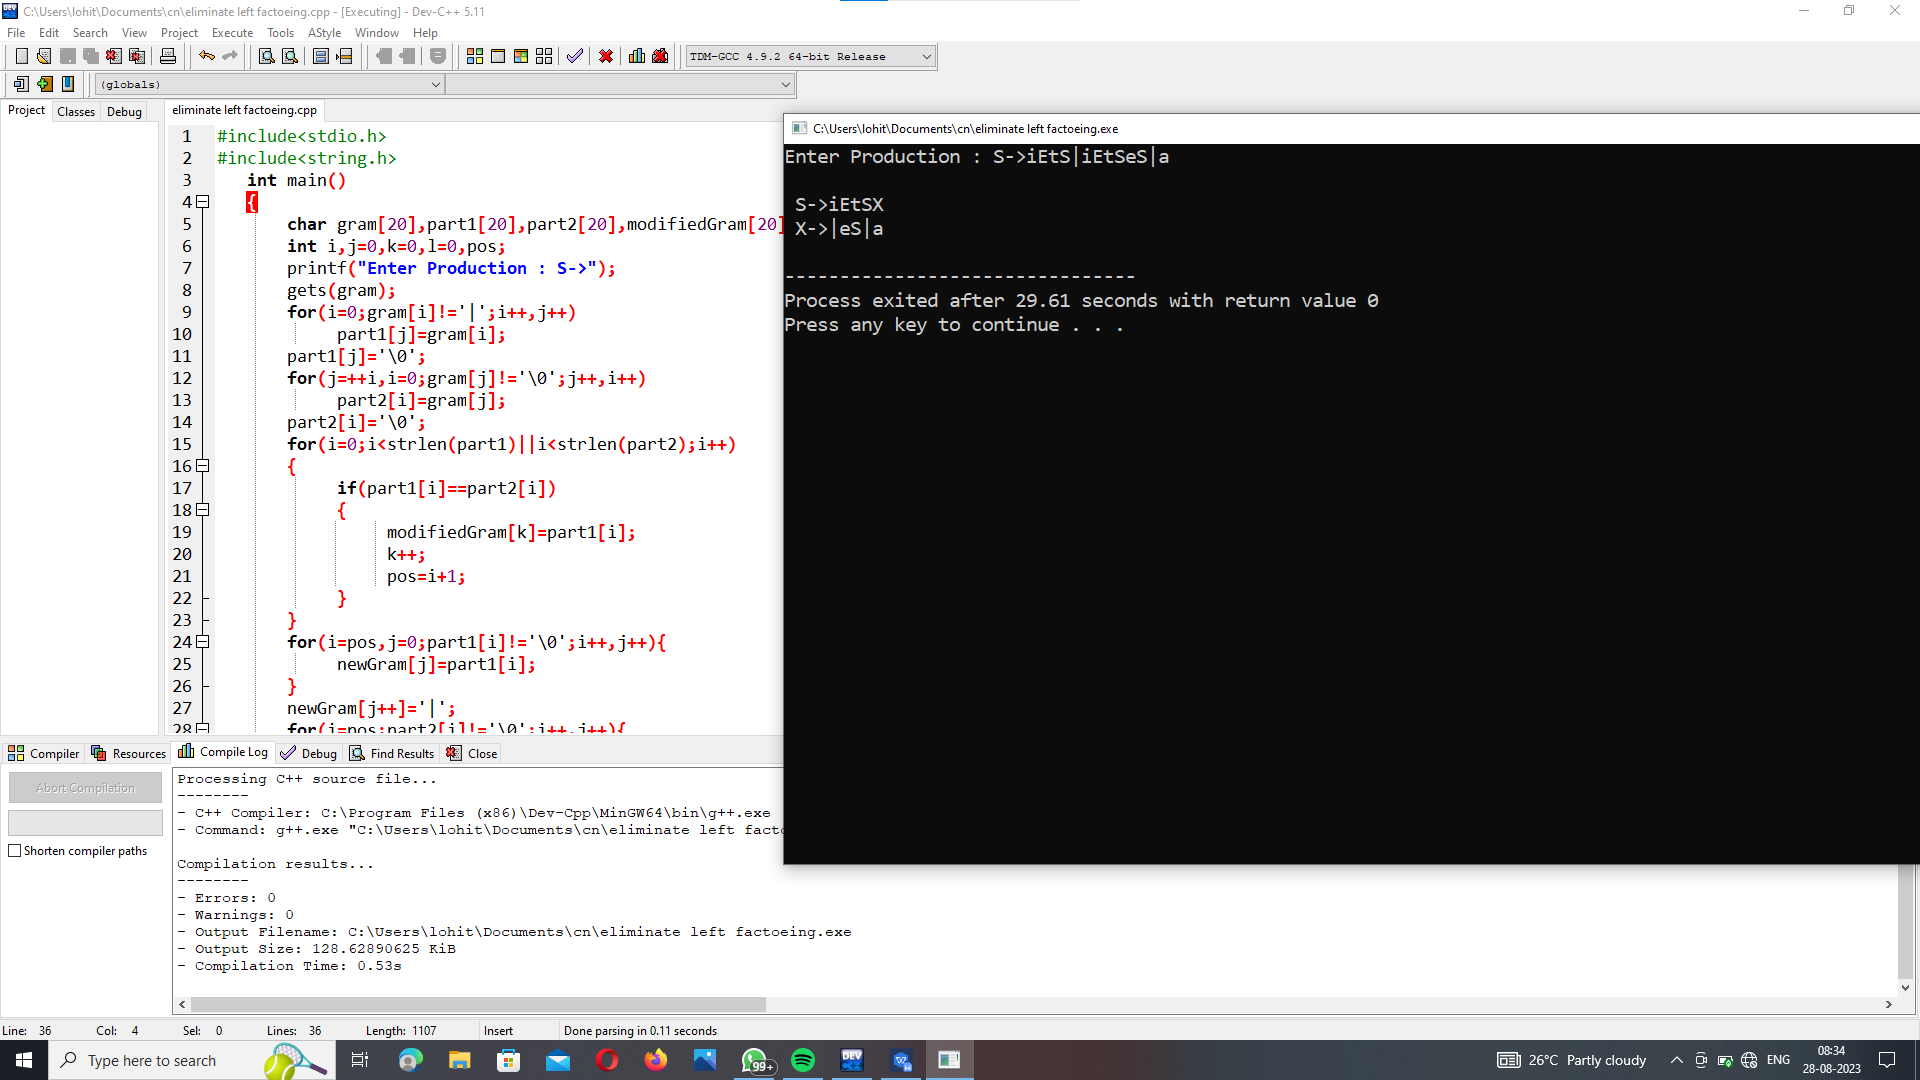 C:\Users\lohit\Documents\cn\eliminate left factoeing.cpp - [Executing] - Dev-C++ 5.11
File Edit Search View Project Execute Tools AStyle Window Help
TDM-GCC 4.9.2 64-bit Release
(globals)
Project Classes Debug
eliminate left factoeing.cpp
1 #include<stdio.h>
2 #include<string.h>
3 int main()
4 {
5 char gram[20],part1[20],part2[20],modifiedGram[20]
6 int i,j=0,k=0,l=0,pos;
7 printf("Enter Production : S->");
8 gets(gram);
9 for(i=0;gram[i]!='|';i++,j++)
10 part1[j]=gram[i];
11 part1[j]='\0';
12 for(j=++i,i=0;gram[j]!='\0';j++,i++)
13 part2[i]=gram[j];
14 part2[i]='\0';
15 for(i=0;i<strlen(part1)||i<strlen(part2);i++)
16 {
17 if(part1[i]==part2[i])
18 {
19 modifiedGram[k]=part1[i];
20 k++;
21 pos=i+1;
22 }
23 }
24 for(i=pos,j=0;part1[i]!='\0';i++,j++){
25 newGram[j]=part1[i];
26 }
27 newGram[j++]='|';
28 for(i=pos;part2[i]!='\0';i++,j++){
C:\Users\lohit\Documents\cn\eliminate left factoeing.exe
Enter Production : S->iEtS|iEtSeS|a
S->iEtSX
X->|eS|a
--------------------------------
Process exited after 29.61 seconds with return value 0
Press any key to continue . . .
Compiler Resources Compile Log Debug Find Results Close
Abort Compilation
Shorten compiler paths
Processing C++ source file...
--------
- C++ Compiler: C:\Program Files (x86)\Dev-Cpp\MinGW64\bin\g++.exe
- Command: g++.exe "C:\Users\lohit\Documents\cn\eliminate left facto
Compilation results...
--------
- Errors: 0
- Warnings: 0
- Output Filename: C:\Users\lohit\Documents\cn\eliminate left factoeing.exe
- Output Size: 128.62890625 KiB
- Compilation Time: 0.53s
Line: 36 Col: 4 Sel: 0 Lines: 36 Length: 1107 Insert Done parsing in 0.11 seconds
Type here to search
99+
DEV
26°C Partly cloudy
ENG
08:34
28-08-2023